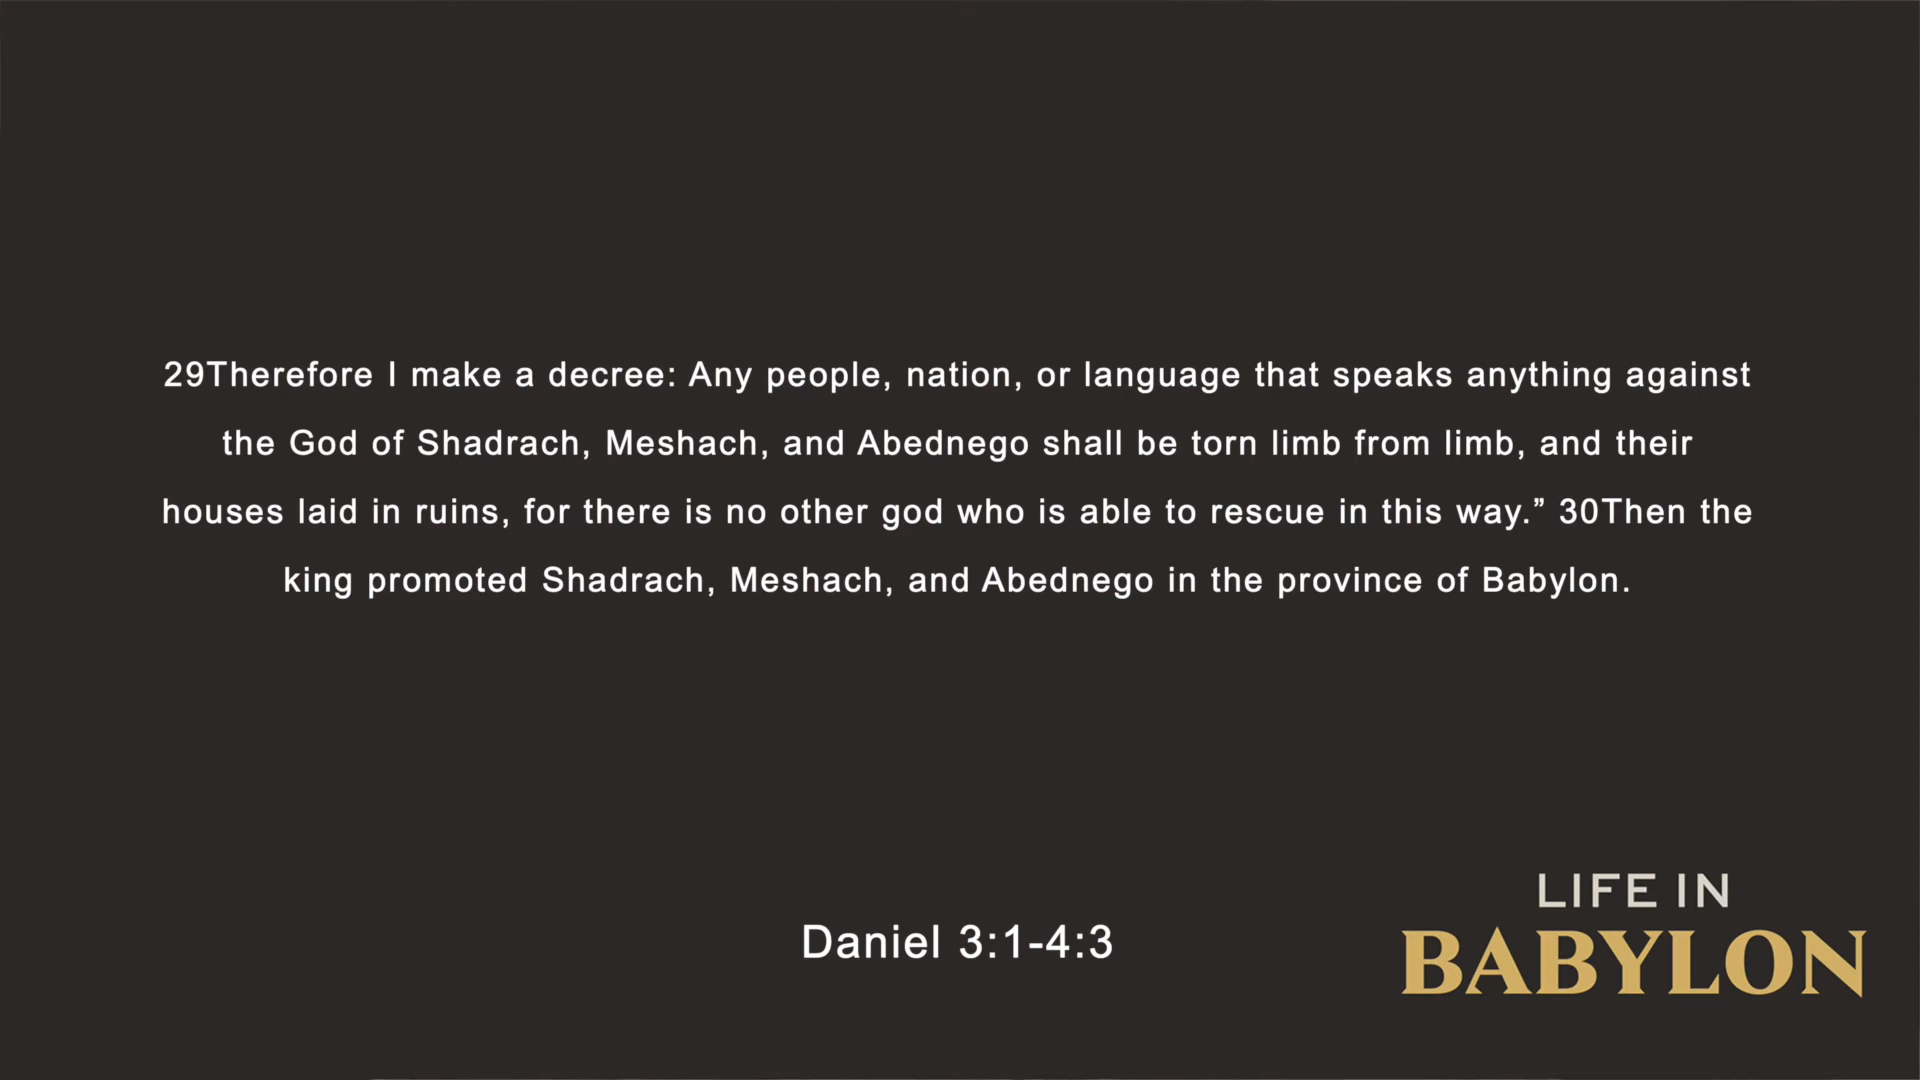 29Therefore I make a decree: Any people, nation, or language that speaks anything against
the God of Shadrach, Meshach, and Abednego shall be torn limb from limb, and their
houses laid in ruins, for there is no other god who is able to rescue in this way.” 30Then the
king promoted Shadrach, Meshach, and Abednego in the province of Babylon.
Daniel 3:1-4:3
LIFE IN
BABYLON